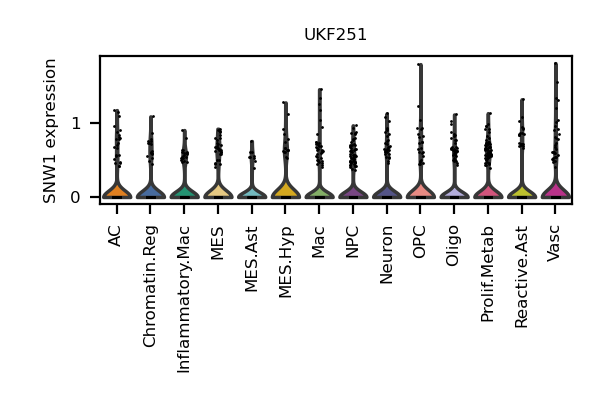 UKF251
SNW1 expression
1
0
AC
Chromatin.Reg
Inflammatory.Mac
MES
MES.Ast
MES.Hyp
Mac
NPC
Neuron
OPC
Oligo
Prolif.Metab
Reactive.Ast
Vasc